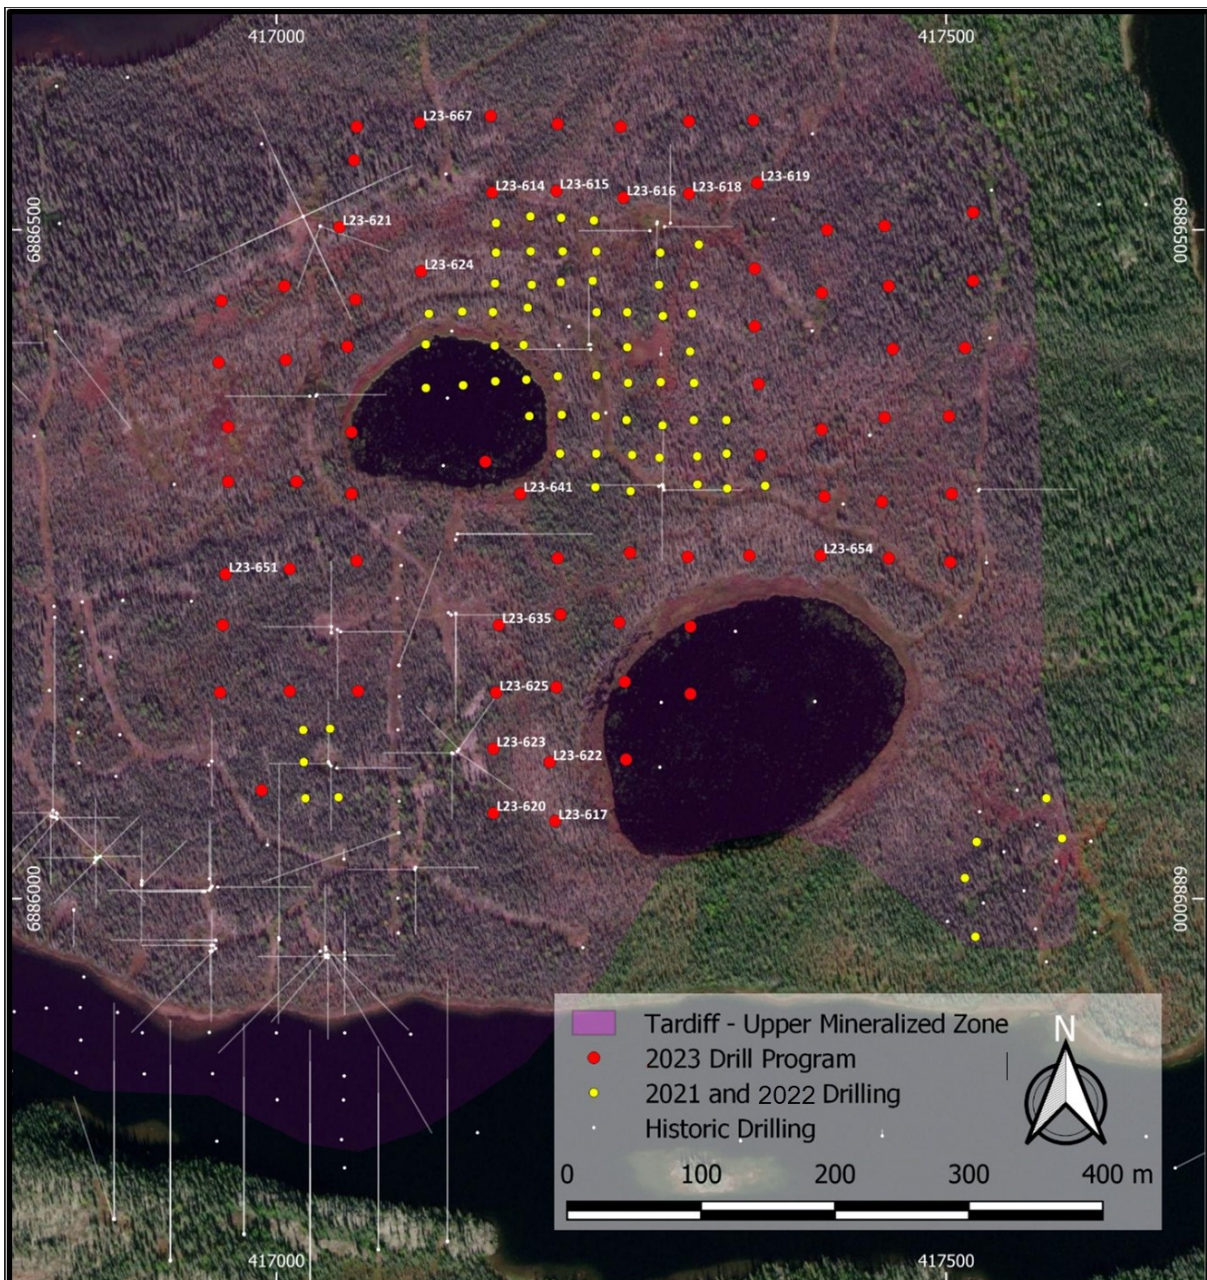 417000
417500
L23-667
L23-619
L23-614
L23-615
L23-616
L23-618
L23-621
6886500
6886500
L23-624
L23-641
L23-654
L23-651
L23-635
L23-625
L23-623
L23-622
L23-620
L23-617
6886000
6886000
Tardiff - Upper Mineralized Zone
2023 Drill Program
2021 and 2022 Drilling
Historic Drilling
N
0 100 200 300 400 m
417000
417500